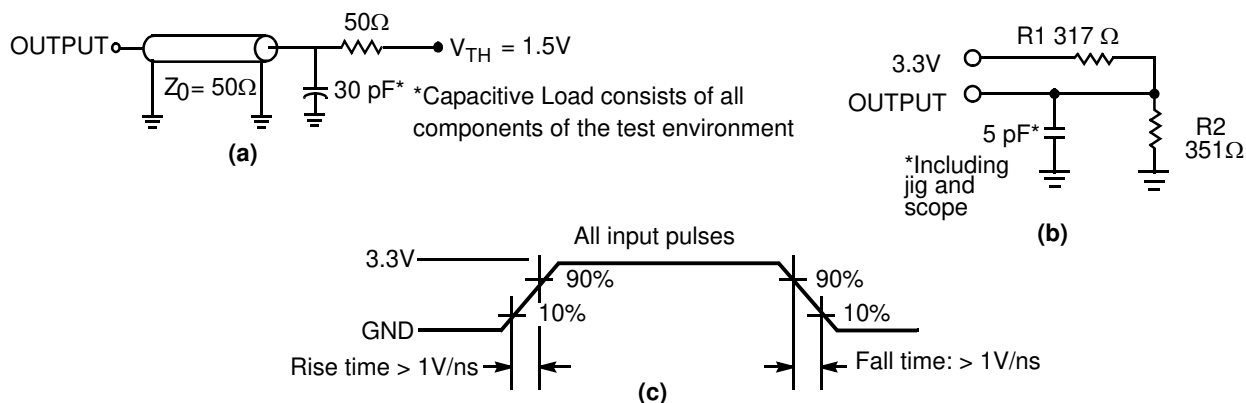 50Ω
OUTPUT
V_TH = 1.5V
Z0= 50Ω
30 pF*
*Capacitive Load consists of all
components of the test environment
(a)
R1 317 Ω
3.3V
OUTPUT
5 pF*
R2
351Ω
*Including
jig and
scope
(b)
All input pulses
3.3V
90%
90%
10%
10%
GND
Rise time > 1V/ns
Fall time: > 1V/ns
(c)